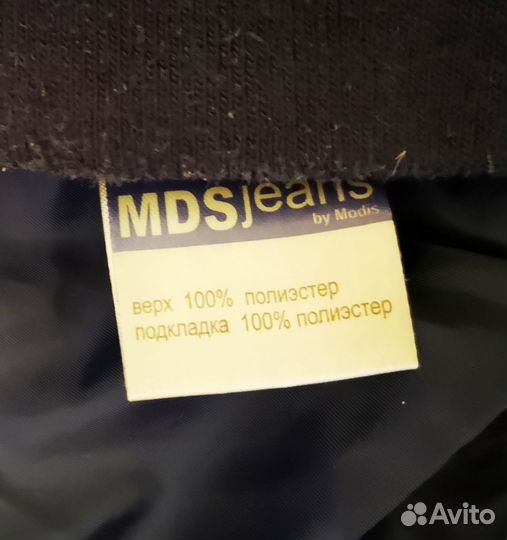 MDSjeans
by Modis
верх 100% полиэстер
подкладка 100% полиэстер
Avito